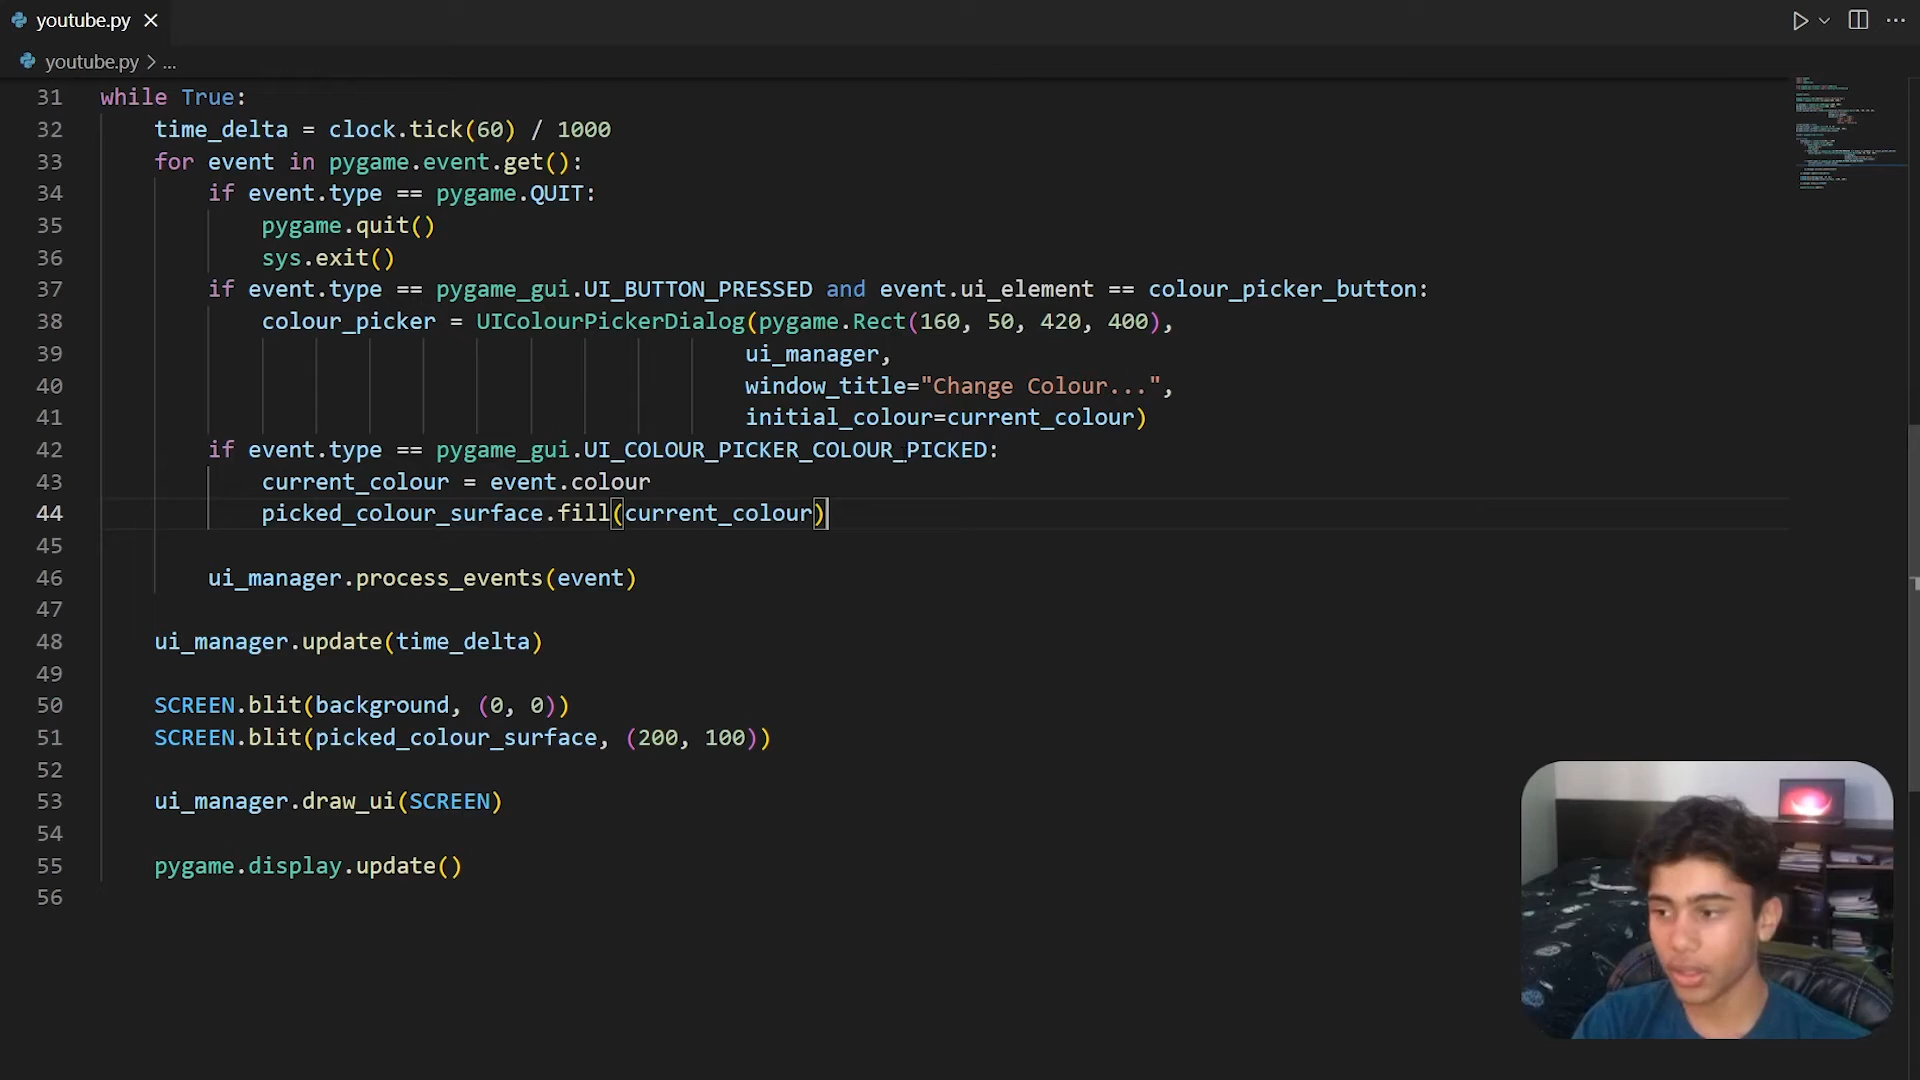 youtube.py
youtube.py > ...
31 while True:
32 time_delta = clock.tick(60) / 1000
33 for event in pygame.event.get():
34 if event.type == pygame.QUIT:
35 pygame.quit()
36 sys.exit()
37 if event.type == pygame_gui.UI_BUTTON_PRESSED and event.ui_element == colour_picker_button:
38 colour_picker = UIColourPickerDialog(pygame.Rect(160, 50, 420, 400),
39 ui_manager,
40 window_title="Change Colour...",
41 initial_colour=current_colour)
42 if event.type == pygame_gui.UI_COLOUR_PICKER_COLOUR_PICKED:
43 current_colour = event.colour
44 picked_colour_surface.fill(current_colour)
45
46 ui_manager.process_events(event)
47
48 ui_manager.update(time_delta)
49
50 SCREEN.blit(background, (0, 0))
51 SCREEN.blit(picked_colour_surface, (200, 100))
52
53 ui_manager.draw_ui(SCREEN)
54
55 pygame.display.update()
56